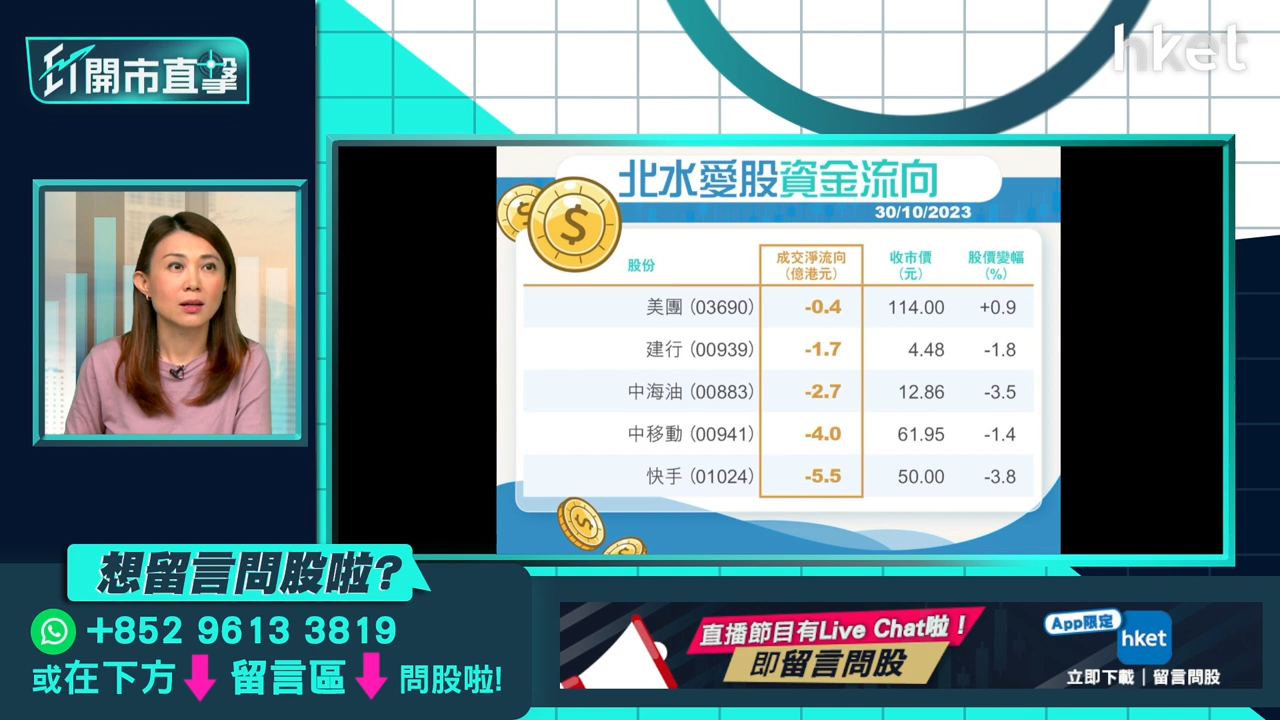 ET開市直擊
hket
北水愛股資金流向
30/10/2023
股份 成交淨流向（億港元） 收市價（元） 股價變幅（%）
美團 (03690) -0.4 114.00 +0.9
建行 (00939) -1.7 4.48 -1.8
中海油 (00883) -2.7 12.86 -3.5
中移動 (00941) -4.0 61.95 -1.4
快手 (01024) -5.5 50.00 -3.8
想留言問股啦?
+852 9613 3819
或在下方 留言區 問股啦!
直播節目有Live Chat啦！
即留言問股
App限定
hket
立即下載｜留言問股